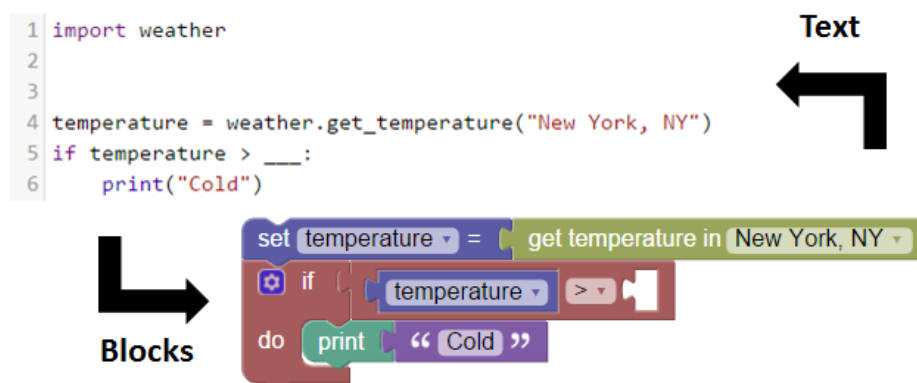 Text
1 import weather
2
3
4 temperature = weather.get_temperature("New York, NY")
5 if temperature > ___:
6     print("Cold")
set temperature = get temperature in New York, NY
if temperature >
do print “ Cold ”
Blocks